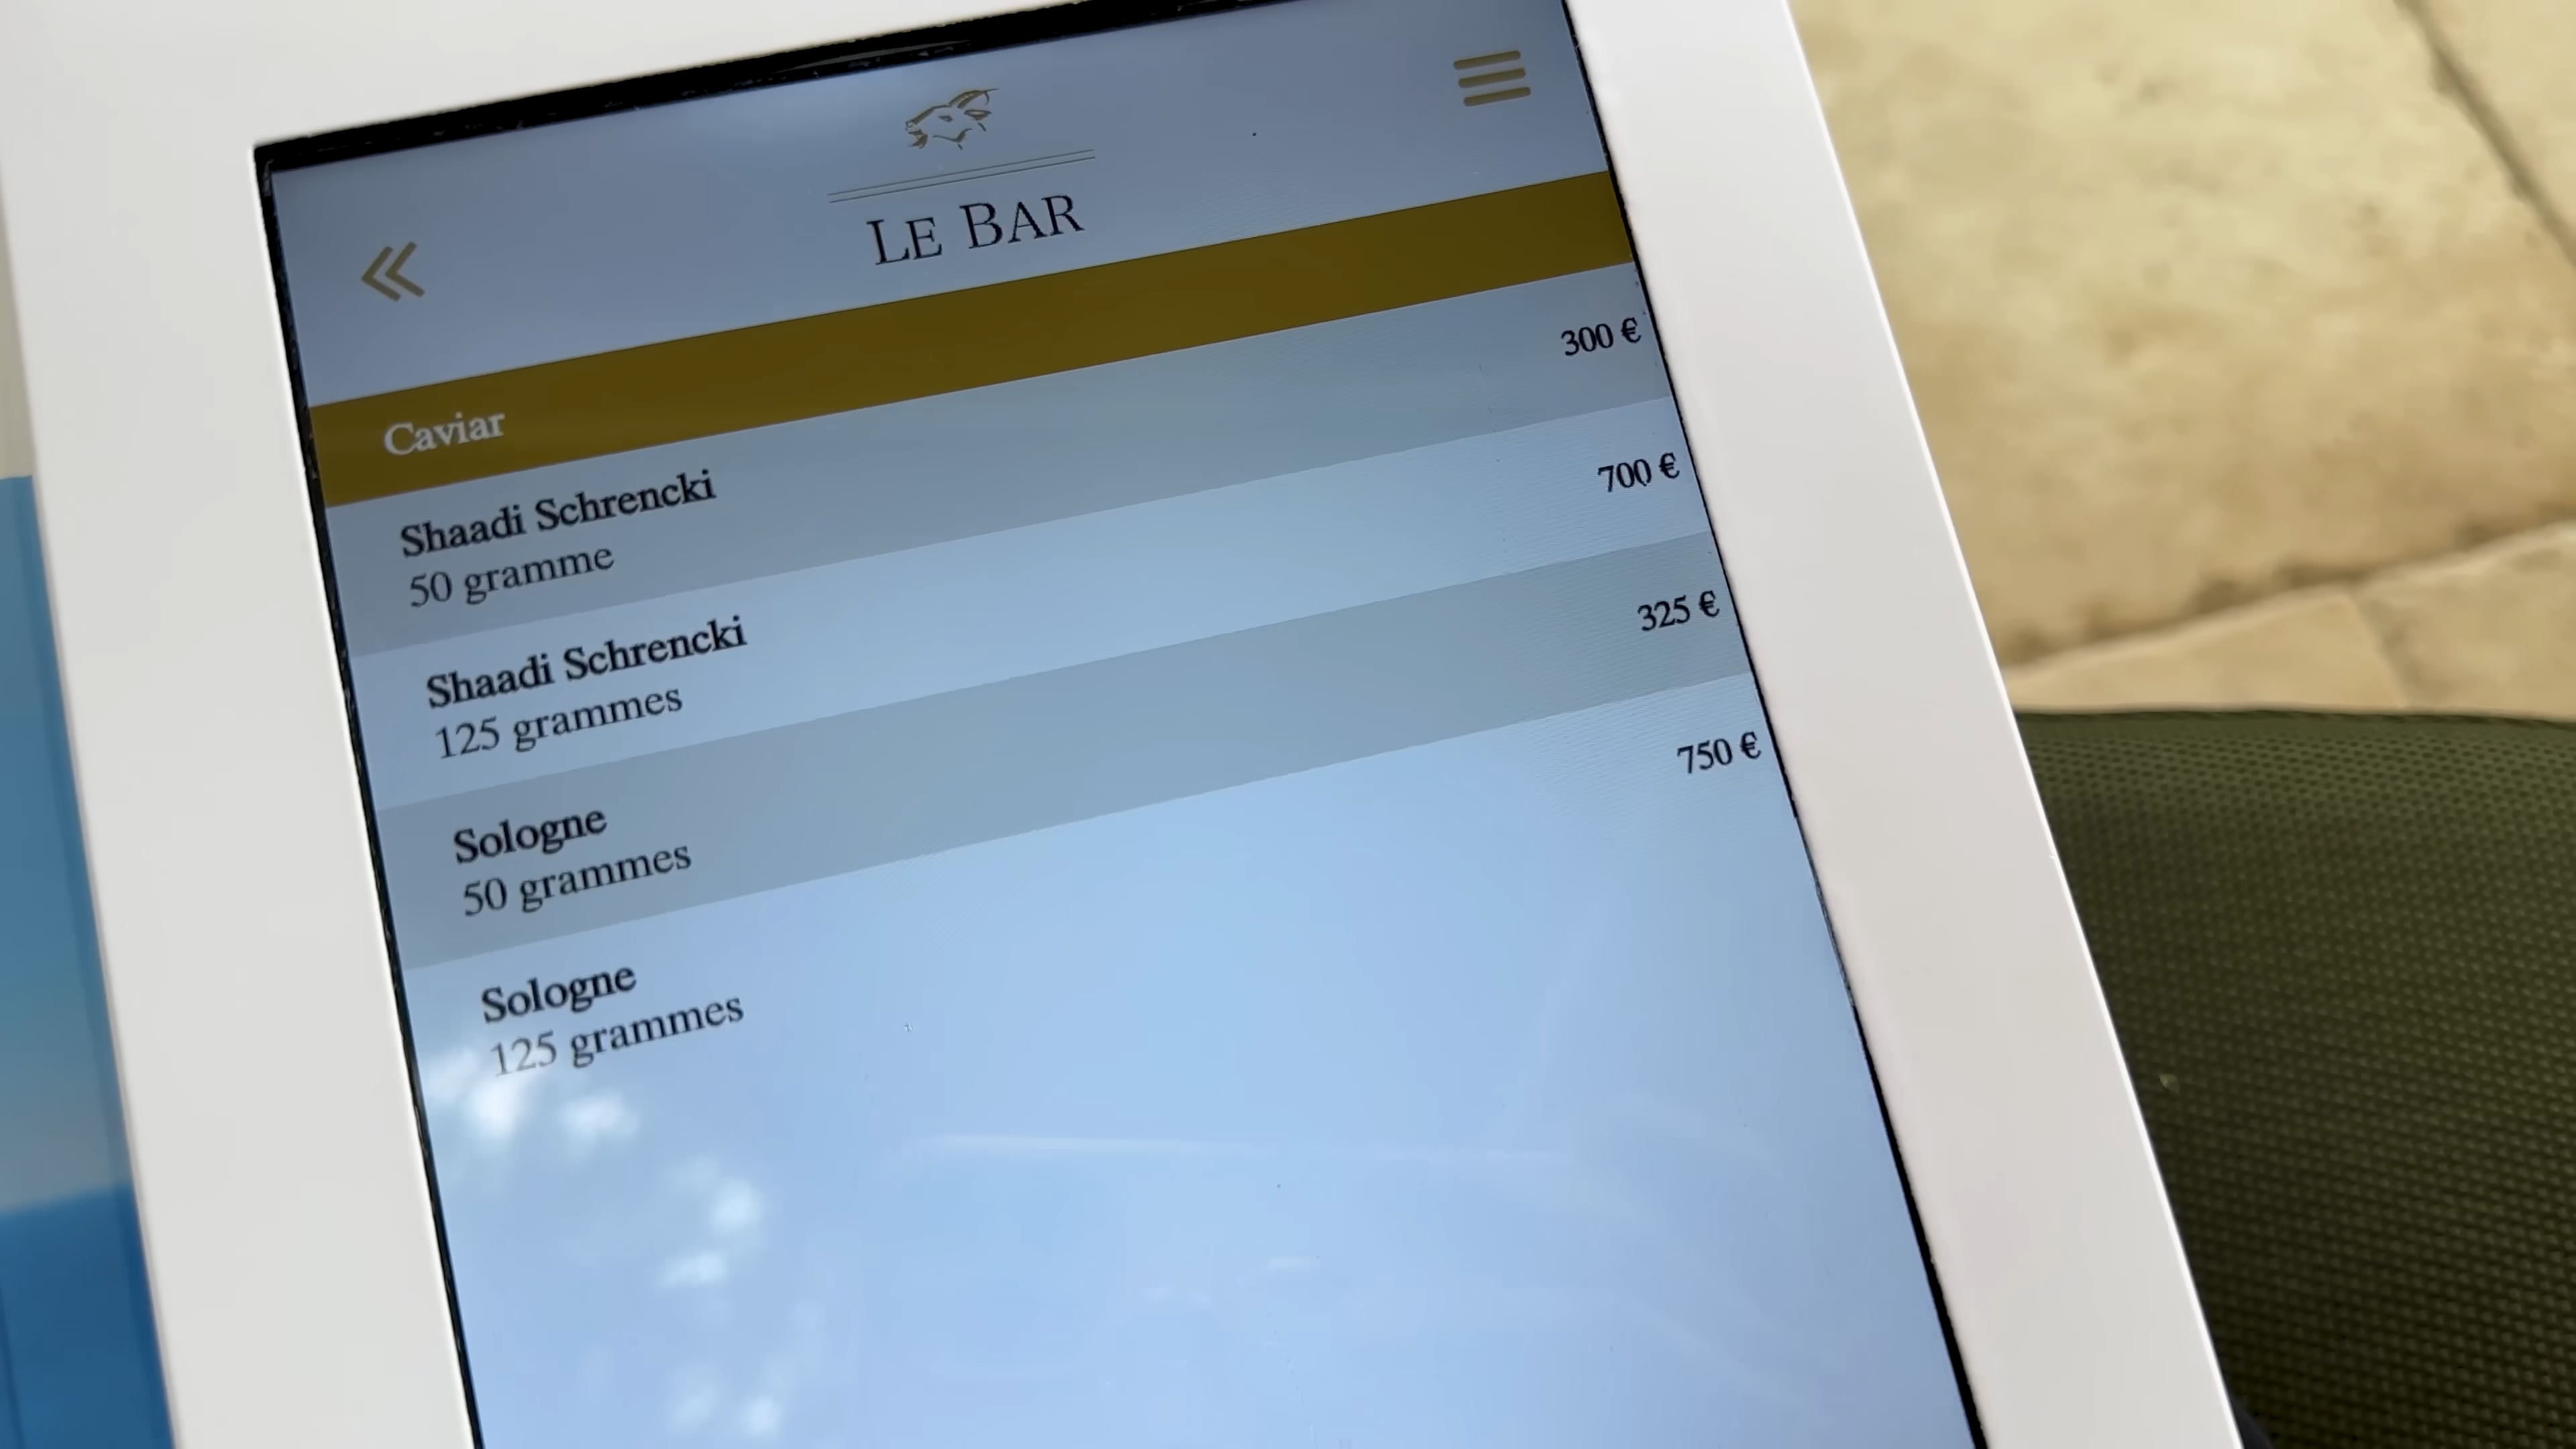 LE BAR
Caviar
Shaadi Schrencki 300 €
50 gramme
Shaadi Schrencki 700 €
125 grammes
Sologne 325 €
50 grammes
Sologne 750 €
125 grammes